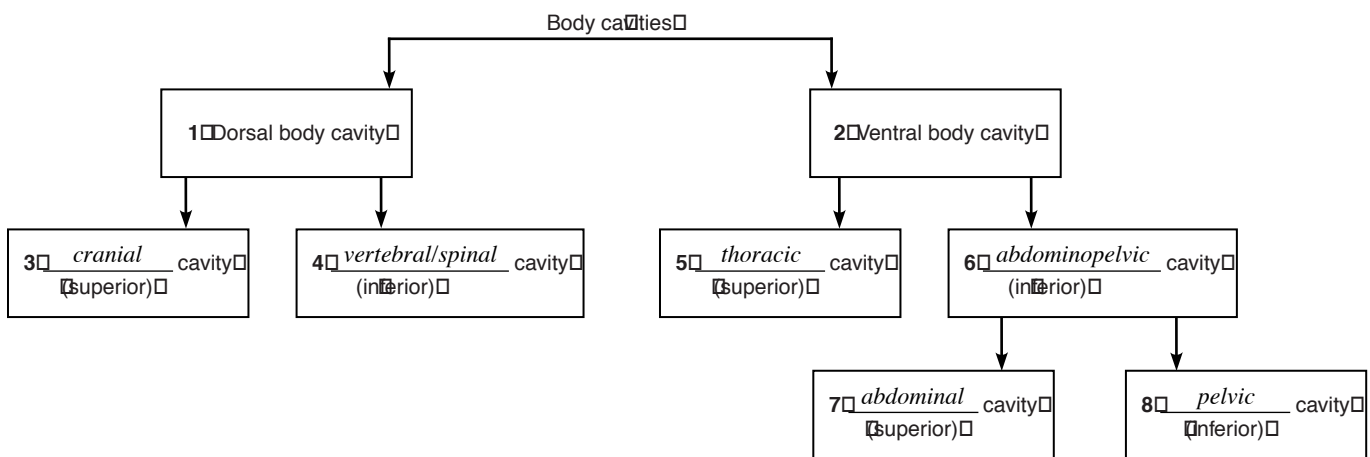 Body cavities
1 Dorsal body cavity
2 Ventral body cavity
3 cranial cavity
(superior)
4 vertebral/spinal cavity
(inferior)
5 thoracic cavity
(superior)
6 abdominopelvic cavity
(inferior)
7 abdominal cavity
(superior)
8 pelvic cavity
(inferior)